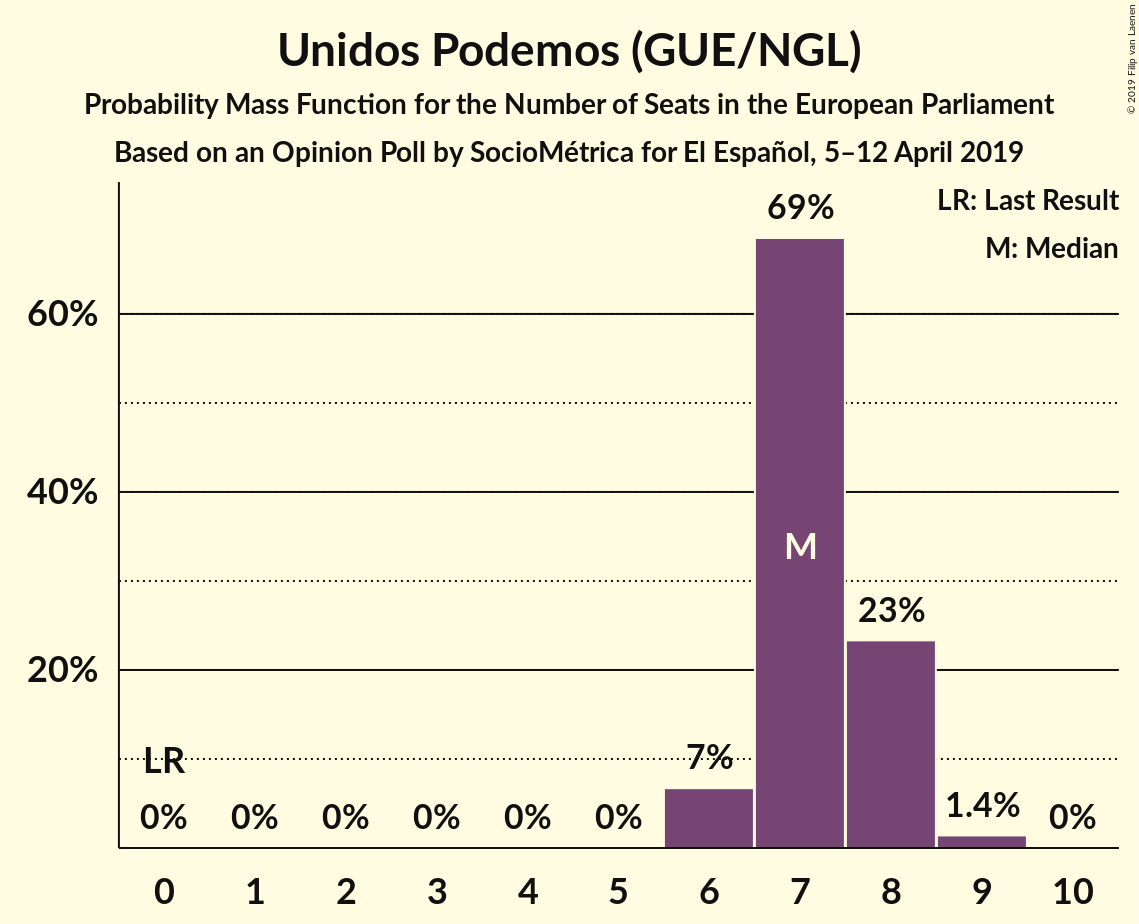 Unidos Podemos (GUE/NGL)
Probability Mass Function for the Number of Seats in the European Parliament
Based on an Opinion Poll by SocioMétrica for El Español, 5–12 April 2019
© 2019 Filip van Laenen
LR: Last Result
M: Median
69%
60%
40%
M
23%
20%
LR
7%
0% 0% 0% 0% 0% 0% 1.4% 0%
0 1 2 3 4 5 6 7 8 9 10